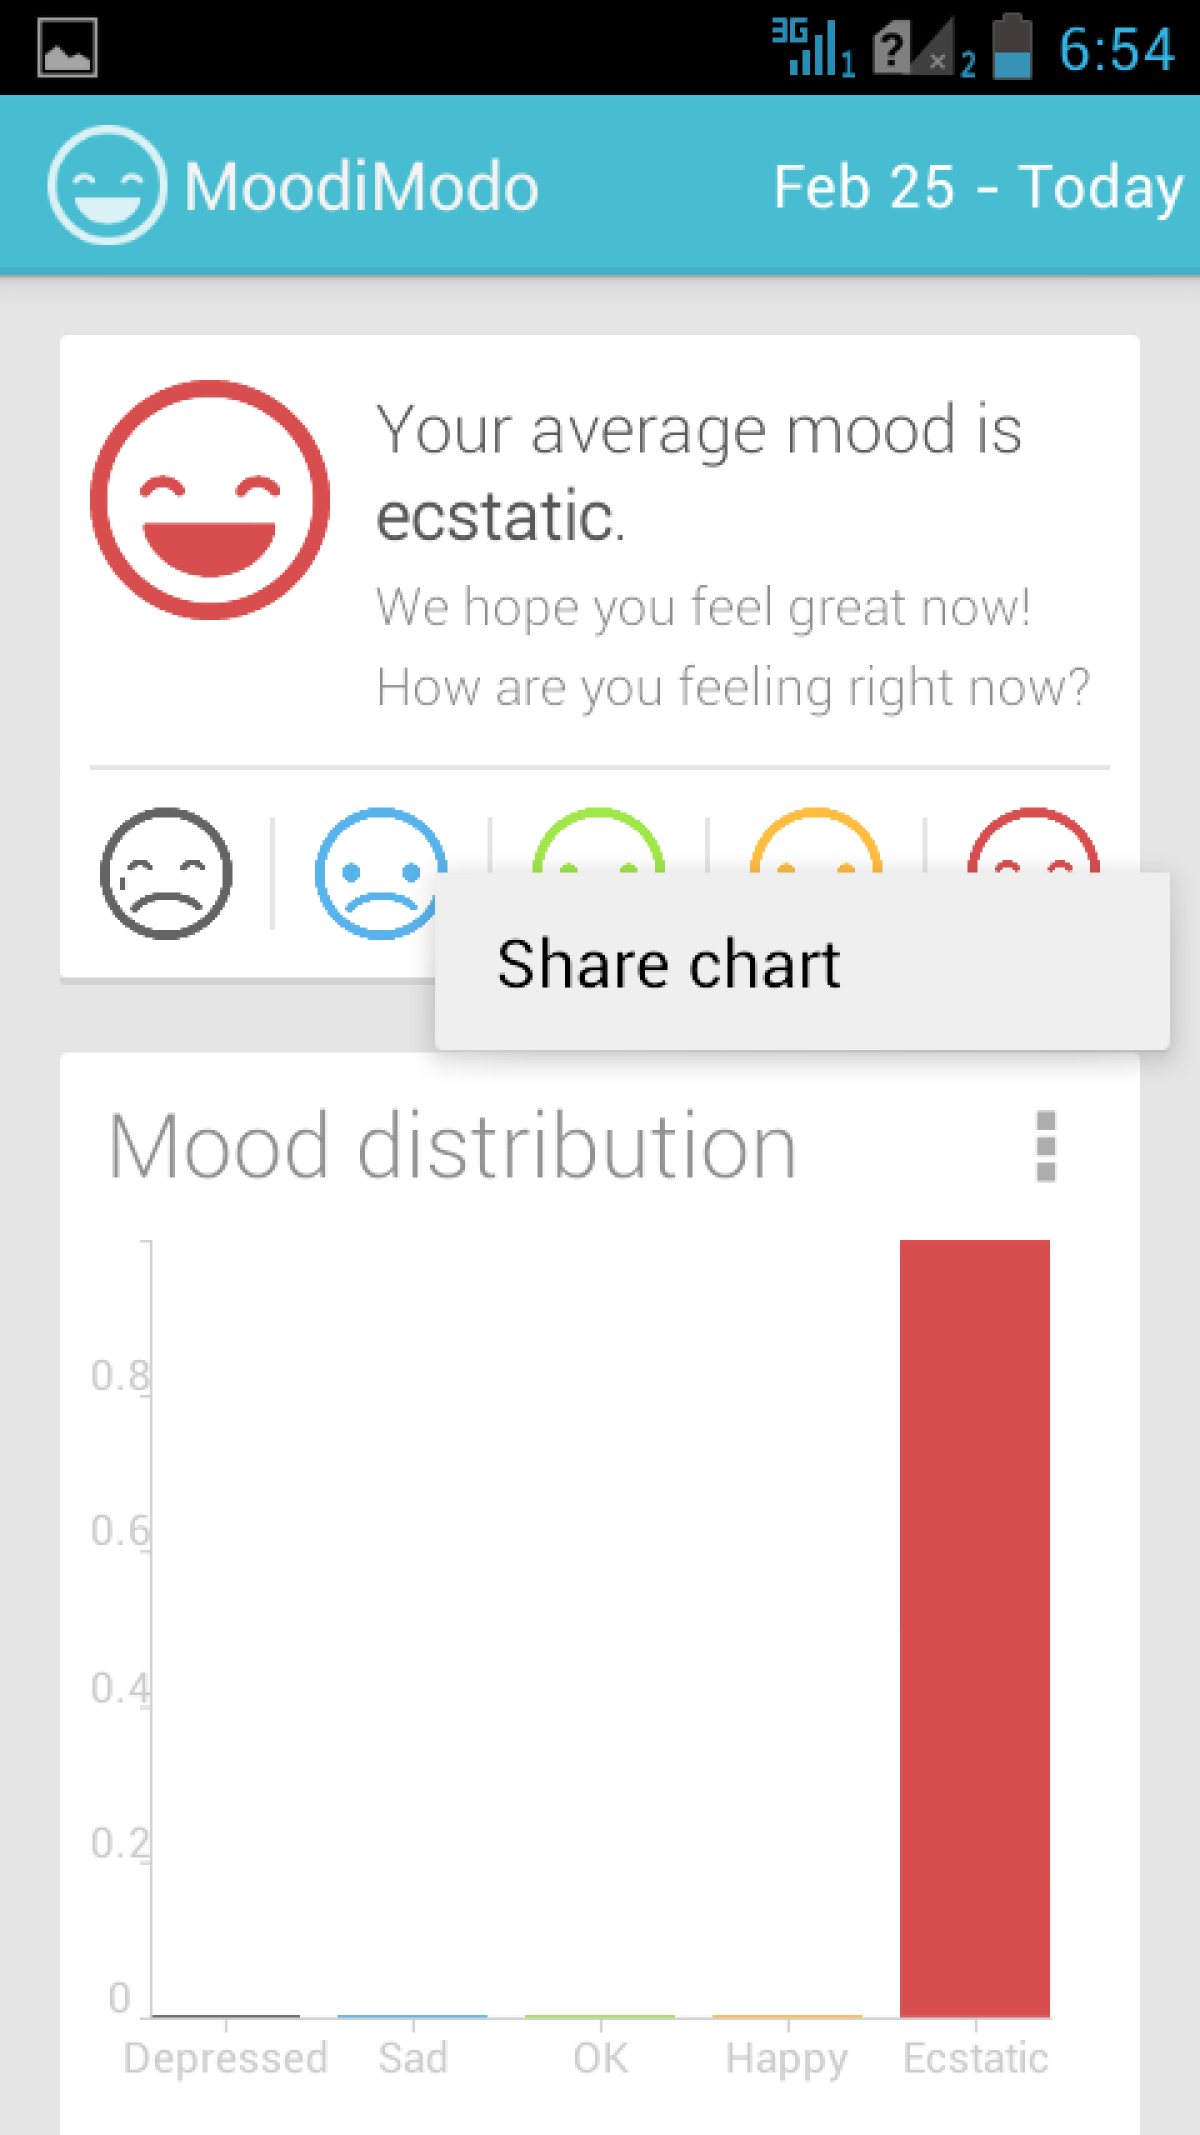 3G 1 ? x 2 6:54
MoodiModo Feb 25 - Today
Your average mood is
ecstatic.
We hope you feel great now!
How are you feeling right now?
Share chart
Mood distribution
0.8
0.6
0.4
0.2
0
Depressed Sad OK Happy Ecstatic